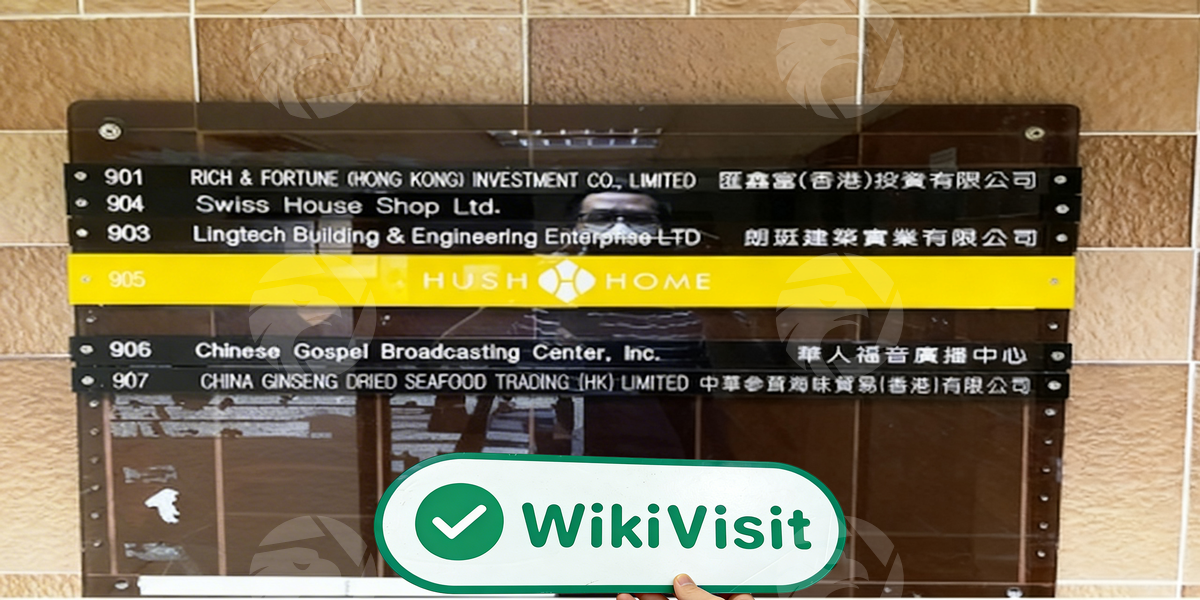 901 RICH & FORTUNE (HONG KONG) INVESTMENT CO., LIMITED 匯鑫富(香港)投資有限公司
904 Swiss House Shop Ltd.
903 Lingtech Building & Engineering Enterprise LTD 朗珽建築實業有限公司
905 HUSH H HOME
906 Chinese Gospel Broadcasting Center, Inc. 華人福音廣播中心
907 CHINA GINSENG DRIED SEAFOOD TRADING (HK) LIMITED 中華參茸海味貿易(香港)有限公司
WikiVisit